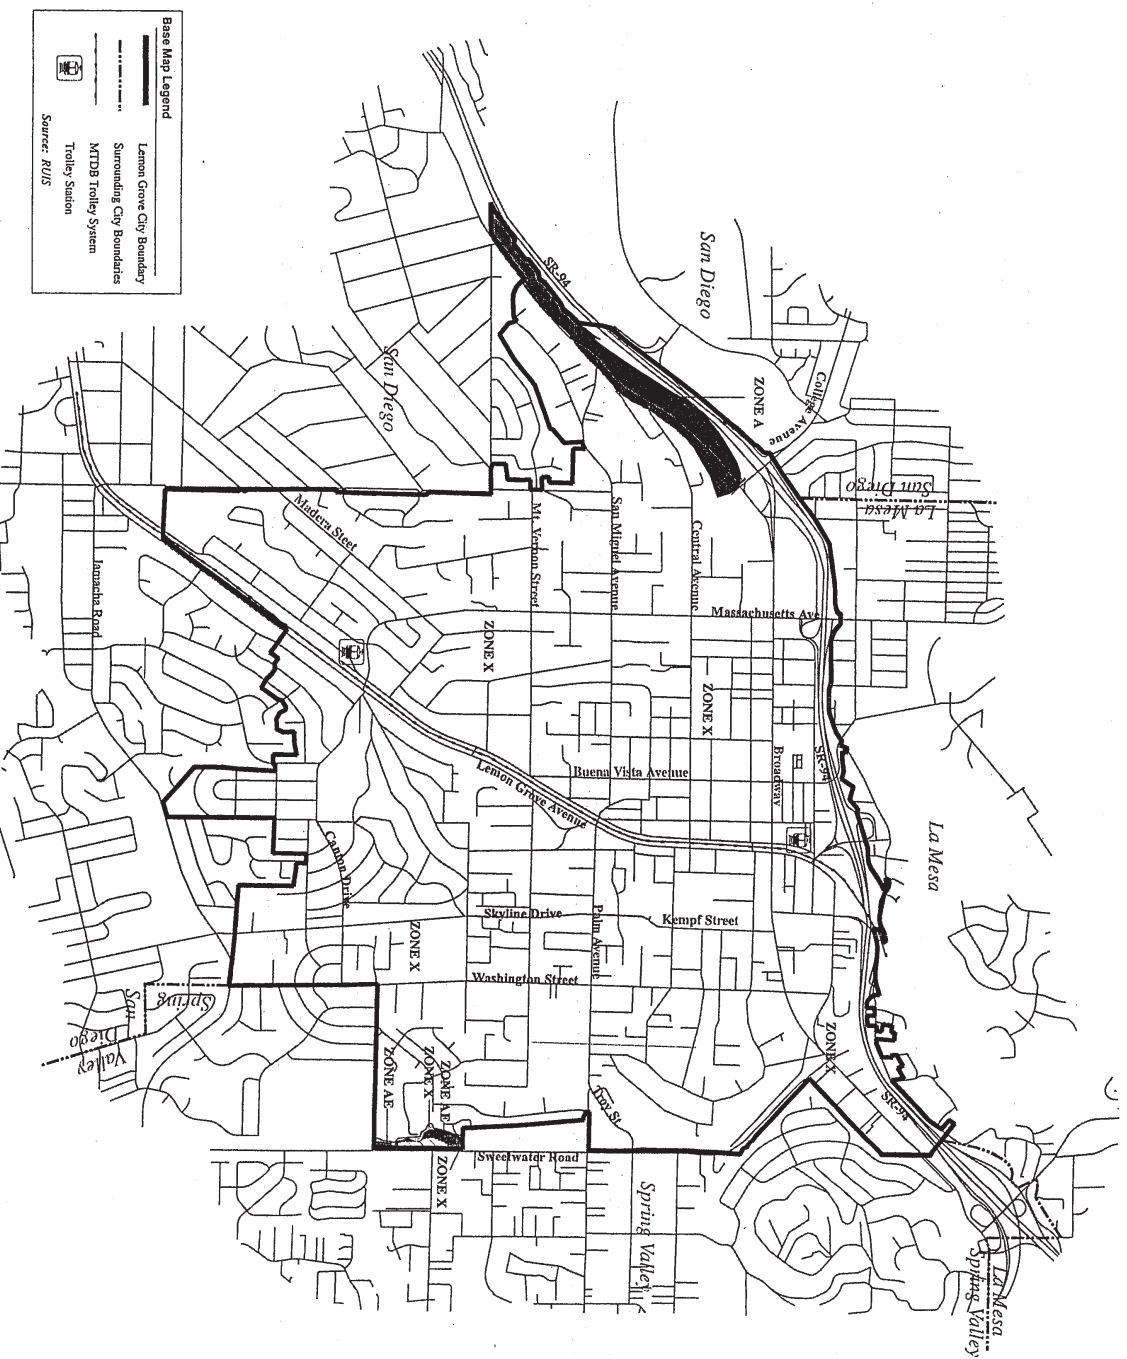 Base Map Legend
Lemon Grove City Boundary
Surrounding City Boundaries
MTDB Trolley System
Trolley Station
Source: RUIS
San Diego
SR-94
ZONE A
College Avenue
San Diego
San Diego
La Mesa
Madera Steet
Mt. Vernon Street
San Miguel Avenue
Central Avenue
Massachusetts Ave
Jamacha Road
ZONE X
ZONE X
Buena Vista Avenue
Broadway
SR-94
Lemon Grove Avenue
La Mesa
Canton Drive
Skyline Drive
Palm Avenue
Kempf Street
ZONE X
Washington Street
Spring
Valley
San
Diego
ZONE X
ZONE AE
ZONE X
ZONE AE
Troy St
SR-94
Sweetwater Road
ZONE X
Spring Valley
La Mesa
Spring Valley